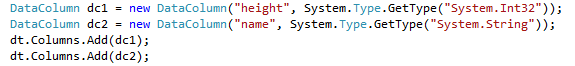 DataColumn dc1 = new DataColumn("height", System.Type.GetType("System.Int32"));
DataColumn dc2 = new DataColumn("name", System.Type.GetType("System.String"));
dt.Columns.Add(dc1);
dt.Columns.Add(dc2);